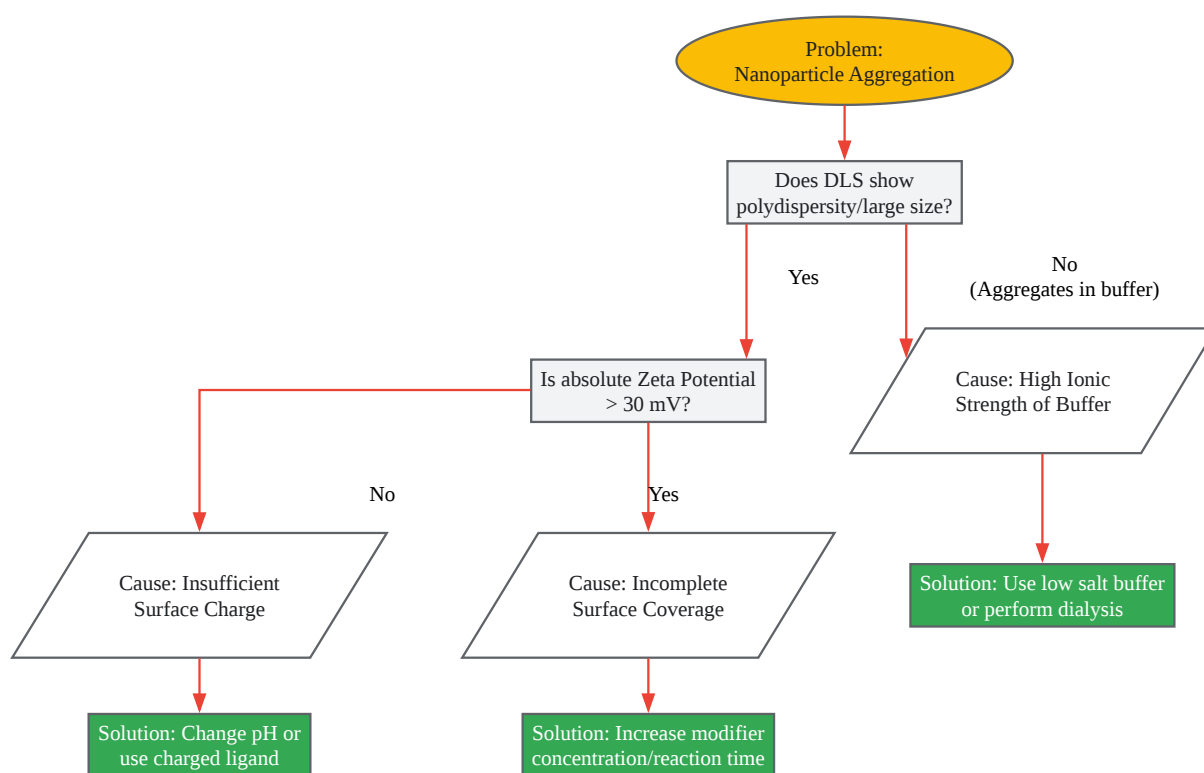 Problem:
Nanoparticle Aggregation
Does DLS show
polydispersity/large size?
Yes
No
(Aggregates in buffer)
Is absolute Zeta Potential
> 30 mV?
Cause: High Ionic
Strength of Buffer
No
Yes
Cause: Insufficient
Surface Charge
Cause: Incomplete
Surface Coverage
Solution: Use low salt buffer
or perform dialysis
Solution: Change pH or
use charged ligand
Solution: Increase modifier
concentration/reaction time